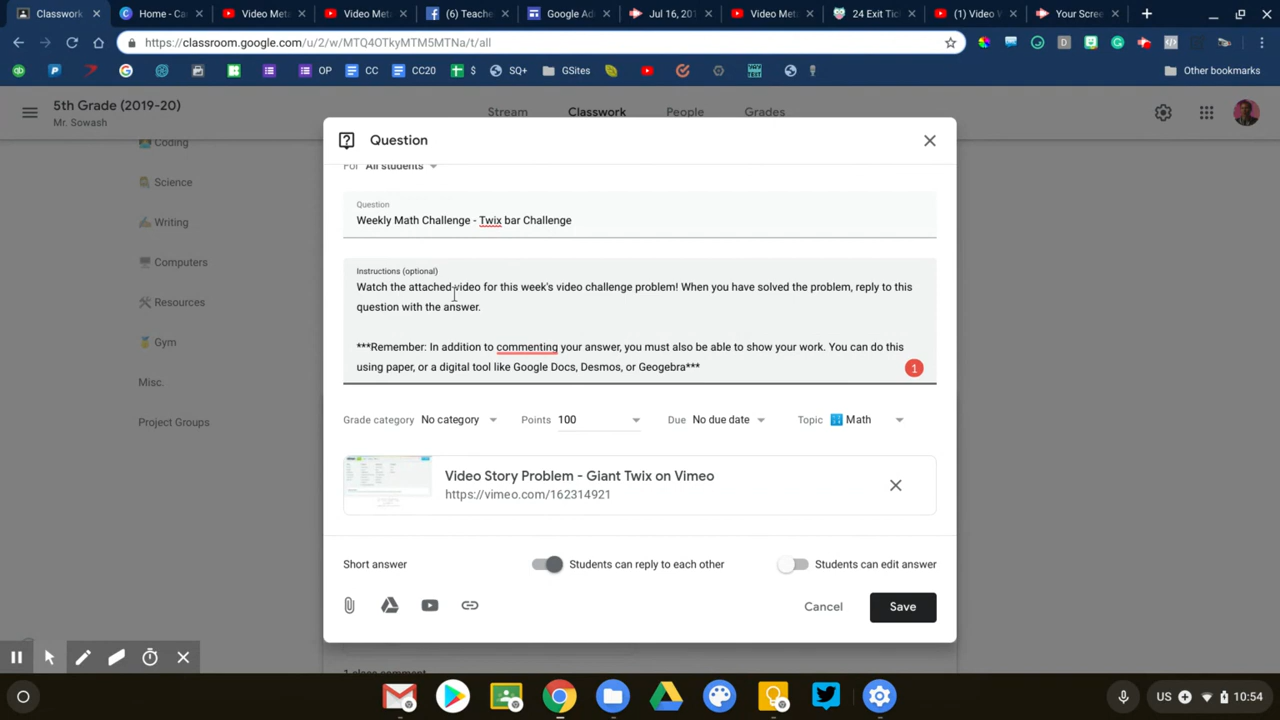 Classwork
Home - Ca
Video Met
Video Met
(6) Teache
Google Ad
Jul 16, 201
Video Met
24 Exit Tic
(1) Video V
Your Scree
https://classroom.google.com/u/2/w/MTQ4OTkyMTM5MTNa/t/all
OP
CC
CC20
$
SQ+
GSites
Other bookmarks
5th Grade (2019-20)
Mr. Sowash
Stream
Classwork
People
Grades
Coding
Science
Writing
Computers
Resources
Gym
Misc.
Project Groups
Question
For All students
Question
Weekly Math Challenge - Twix bar Challenge
Instructions (optional)
Watch the attached video for this week's video challenge problem! When you have solved the problem, reply to this
question with the answer.
***Remember: In addition to commenting your answer, you must also be able to show your work. You can do this
using paper, or a digital tool like Google Docs, Desmos, or Geogebra***
1
Grade category No category Points 100 Due No due date Topic Math
Video Story Problem - Giant Twix on Vimeo
https://vimeo.com/162314921
Short answer
Students can reply to each other
Students can edit answer
Cancel
Save
1 class comment
US
10:54